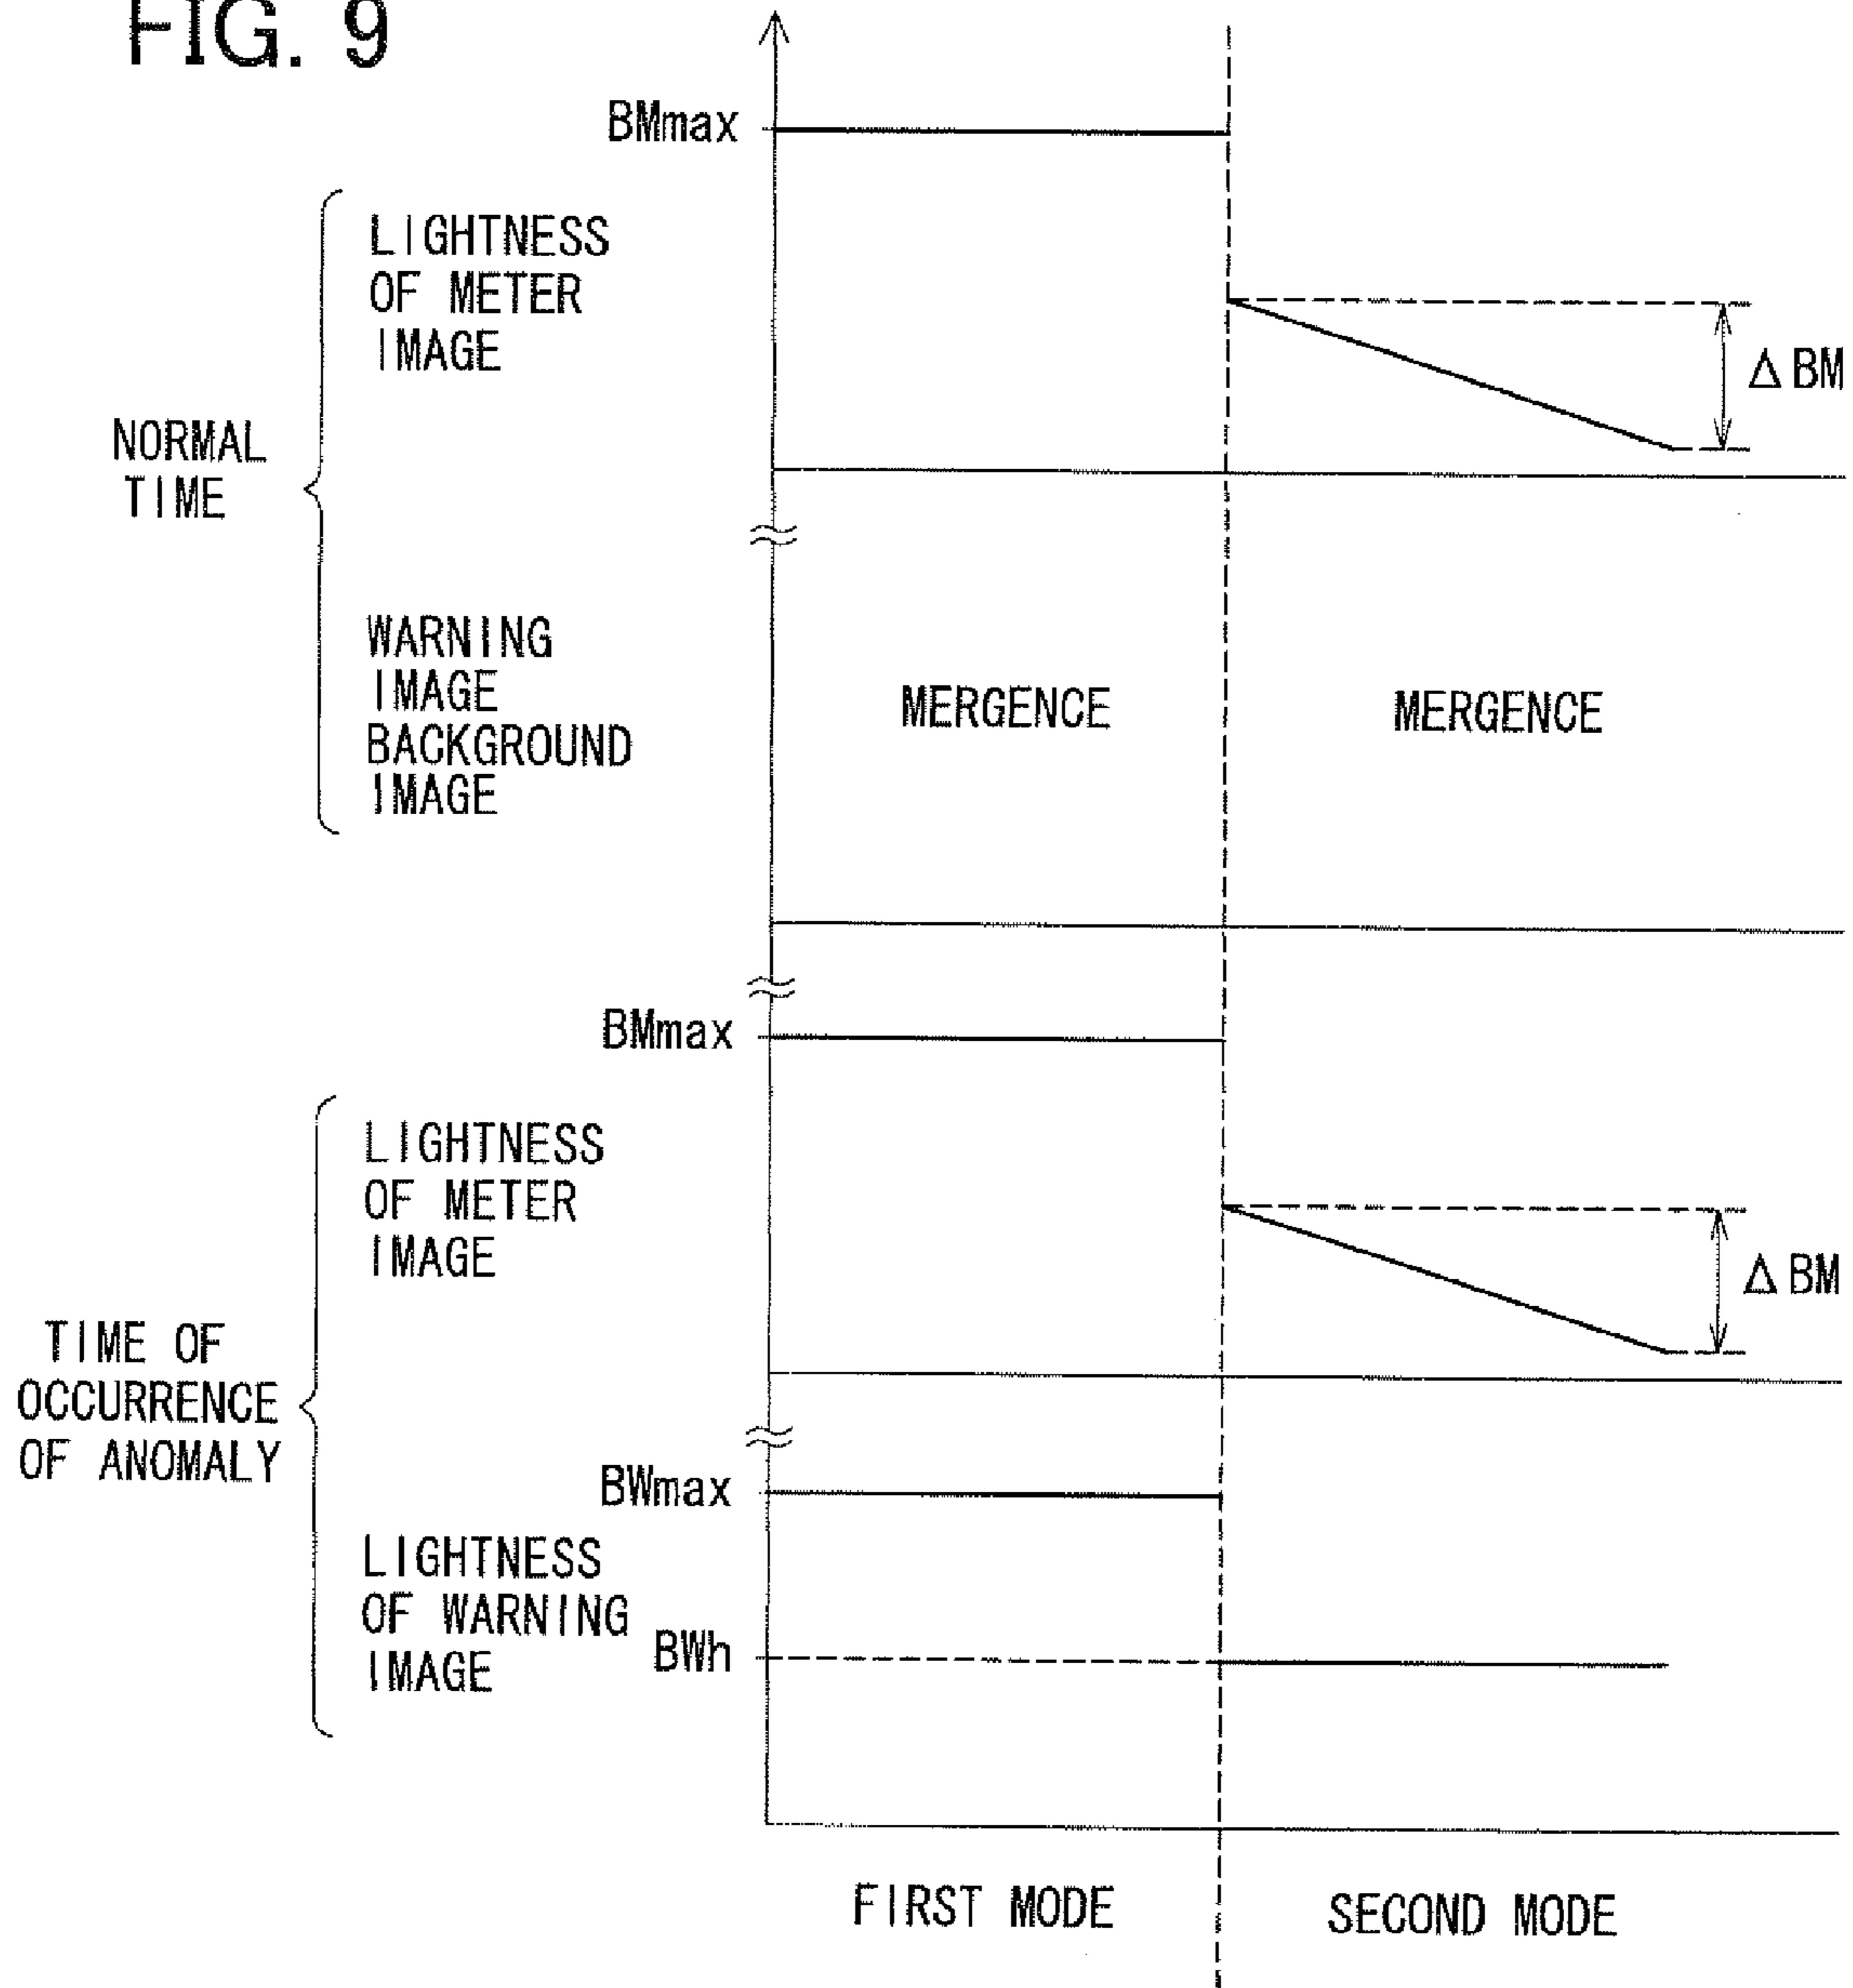 FIG. 9
BMmax
LIGHTNESS
OF METER
IMAGE
ΔBM
NORMAL
TIME
WARNING
IMAGE
BACKGROUND
IMAGE
MERGENCE
MERGENCE
BMmax
LIGHTNESS
OF METER
IMAGE
ΔBM
TIME OF
OCCURRENCE
OF ANOMALY
BWmax
LIGHTNESS
OF WARNING
IMAGE
BWh
FIRST MODE
SECOND MODE